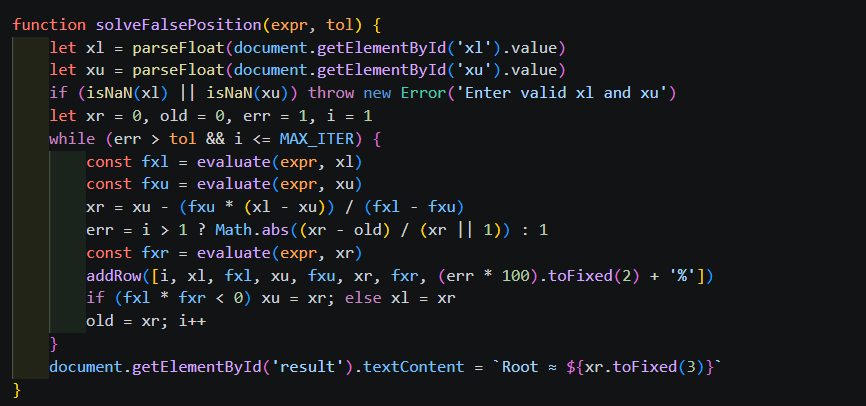 function solveFalsePosition(expr, tol) {
    let xl = parseFloat(document.getElementById('xl').value)
    let xu = parseFloat(document.getElementById('xu').value)
    if (isNaN(xl) || isNaN(xu)) throw new Error('Enter valid xl and xu')
    let xr = 0, old = 0, err = 1, i = 1
    while (err > tol && i <= MAX_ITER) {
        const fxl = evaluate(expr, xl)
        const fxu = evaluate(expr, xu)
        xr = xu - (fxu * (xl - xu)) / (fxl - fxu)
        err = i > 1 ? Math.abs((xr - old) / (xr || 1)) : 1
        const fxr = evaluate(expr, xr)
        addRow([i, xl, fxl, xu, fxu, xr, fxr, (err * 100).toFixed(2) + '%'])
        if (fxl * fxr < 0) xu = xr; else xl = xr
        old = xr; i++
    }
    document.getElementById('result').textContent = `Root ≈ ${xr.toFixed(3)}`
}